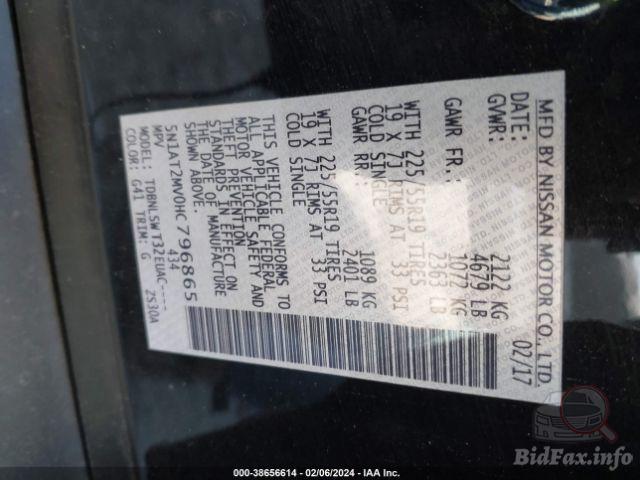 MFD BY NISSAN MOTOR CO., LTD.
DATE: 02/17
GVWR: 2122 KG
4679 LB
GAWR FR.: 1072 KG
2363 LB
WITH 225/55R19 TIRES
19 X 7J RIMS AT 33 PSI
COLD SINGLE
GAWR RR.: 1089 KG
2401 LB
WITH 225/55R19 TIRES
19 X 7J RIMS AT 33 PSI
COLD SINGLE
THIS VEHICLE CONFORMS TO
ALL APPLICABLE FEDERAL
MOTOR VEHICLE SAFETY AND
THEFT PREVENTION
STANDARDS IN EFFECT ON
THE DATE OF MANUFACTURE
SHOWN ABOVE.
5N1AT2MV0HC796865
MPV 434
MODEL: TDBNLSWT32EUAC----
COLOR: G41 TRIM: G ZS30A
000-38656614 - 02/06/2024 - IAA Inc.
BidFax.info